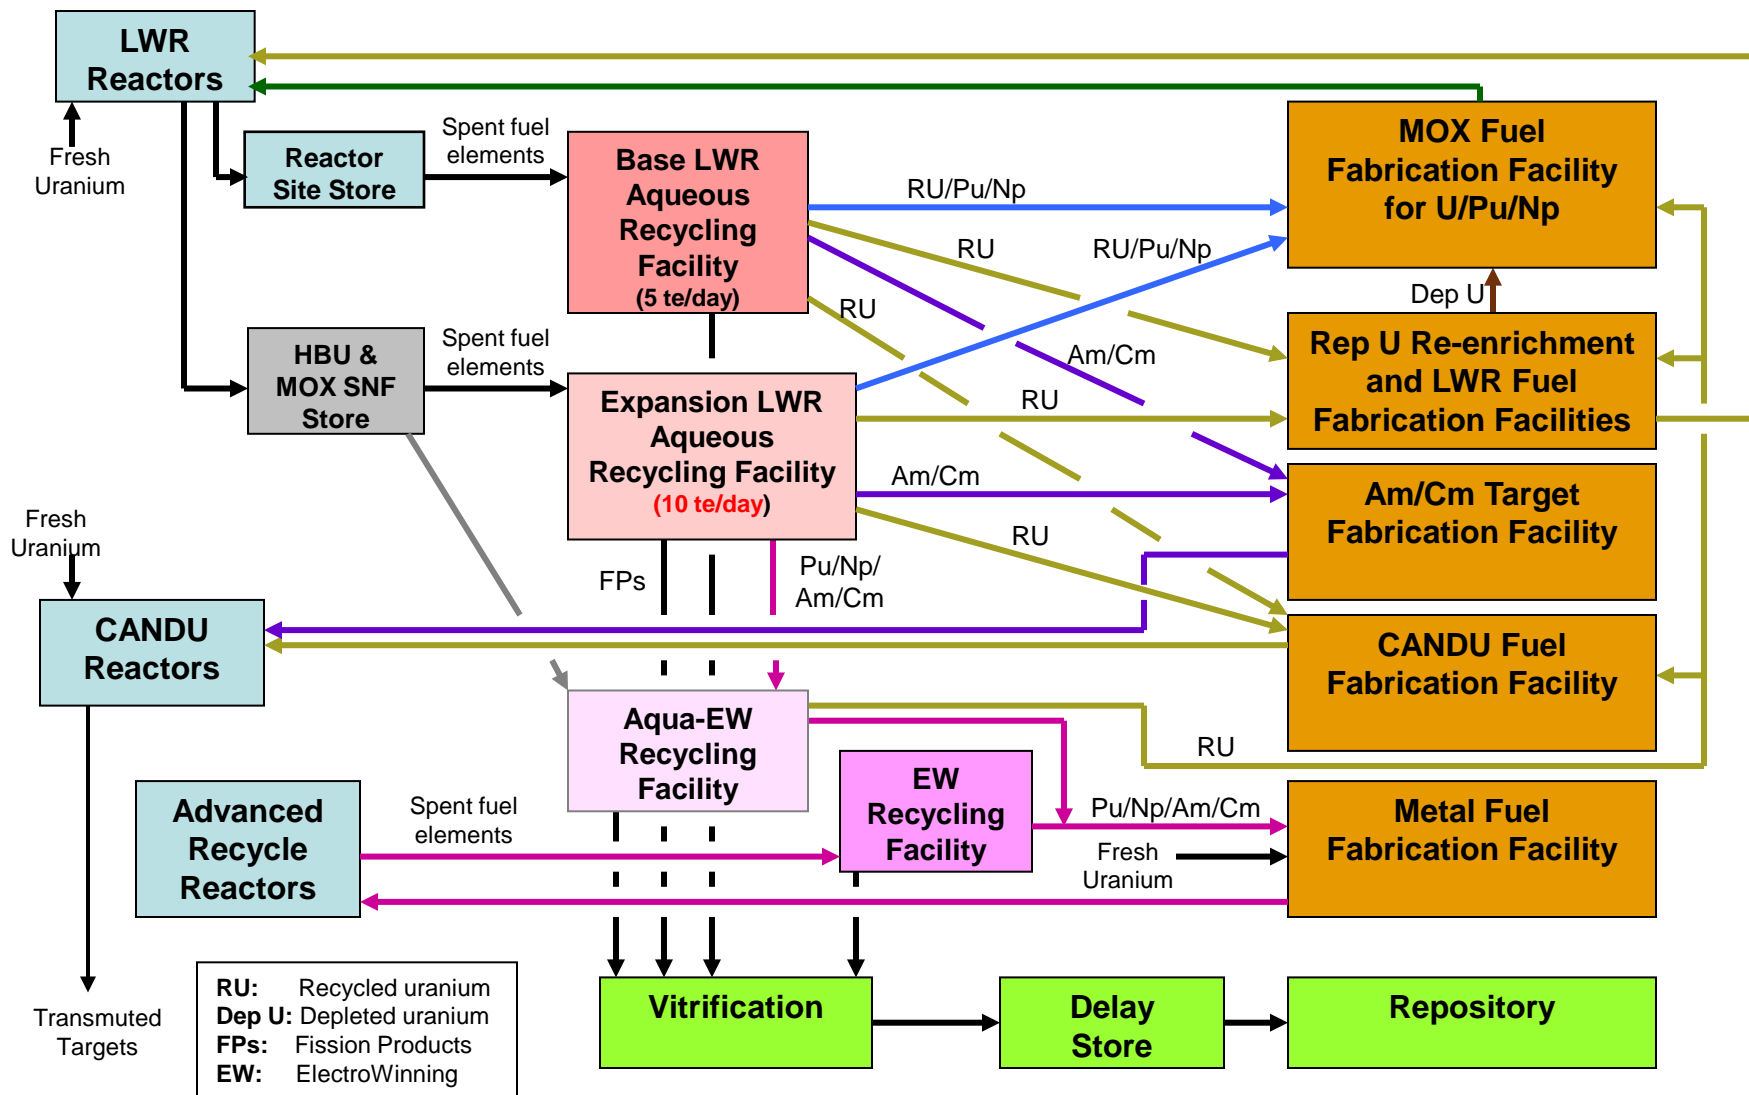 LWR
Reactors
Fresh
Uranium
Reactor
Site Store
Spent fuel
elements
Base LWR
Aqueous
Recycling
Facility
(5 te/day)
RU/Pu/Np
RU
RU/Pu/Np
RU
Am/Cm
MOX Fuel
Fabrication Facility
for U/Pu/Np
Dep U
HBU &
MOX SNF
Store
Spent fuel
elements
Expansion LWR
Aqueous
Recycling Facility
(10 te/day)
RU
Am/Cm
RU
Rep U Re-enrichment
and LWR Fuel
Fabrication Facilities
Am/Cm Target
Fabrication Facility
Fresh
Uranium
FPs
Pu/Np/
Am/Cm
CANDU
Reactors
CANDU Fuel
Fabrication Facility
Aqua-EW
Recycling
Facility
RU
Advanced
Recycle
Reactors
Spent fuel
elements
EW
Recycling
Facility
Pu/Np/Am/Cm
Fresh
Uranium
Metal Fuel
Fabrication Facility
Transmuted
Targets
RU: Recycled uranium
Dep U: Depleted uranium
FPs: Fission Products
EW: ElectroWinning
Vitrification
Delay
Store
Repository